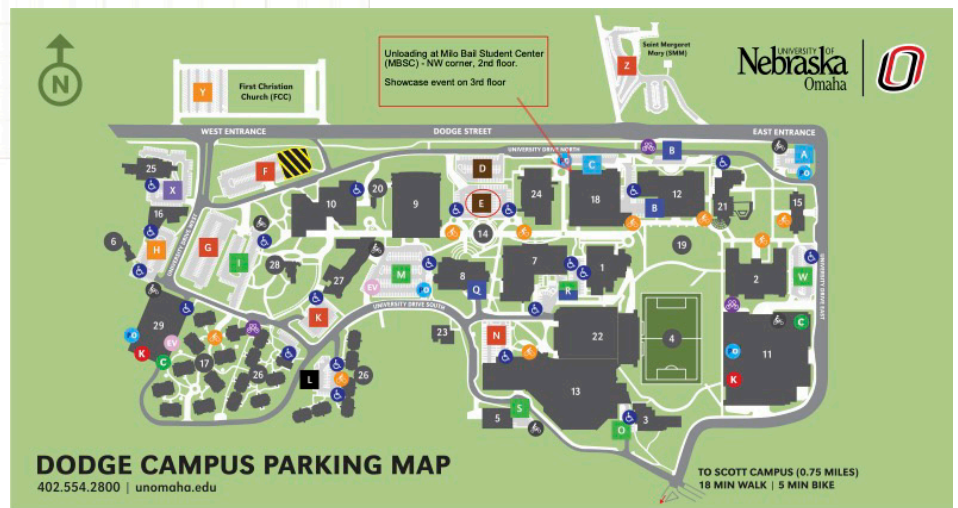 Unloading at Milo Bail Student Center
(MBSC) - NW corner, 2nd floor.
Showcase event on 3rd floor
Saint Margaret
Mary (SMM)
UNIVERSITY OF
Nebraska
Omaha
N
Z
Y
First Christian
Church (FCC)
WEST ENTRANCE
DODGE STREET
EAST ENTRANCE
UNIVERSITY DRIVE NORTH
25
X
F
D
C
B
A
16
10
20
9
E
24
18
B
12
21
15
6
H
G
I
14
19
28
27
M
8
7
1
2
W
EV
Q
R
UNIVERSITY DRIVE WEST
UNIVERSITY DRIVE SOUTH
UNIVERSITY DRIVE EAST
29
K
23
N
22
4
11
C
EV
K
C
17
26
L
26
13
K
5
S
O
3
DODGE CAMPUS PARKING MAP
402.554.2800 | unomaha.edu
TO SCOTT CAMPUS (0.75 MILES)
18 MIN WALK | 5 MIN BIKE